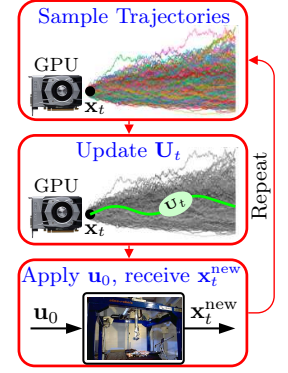 Sample Trajectories
GPU
x_t
Update U_t
GPU
U_t
x_t
Repeat
Apply u_0, receive x_t^new
u_0
x_t^new